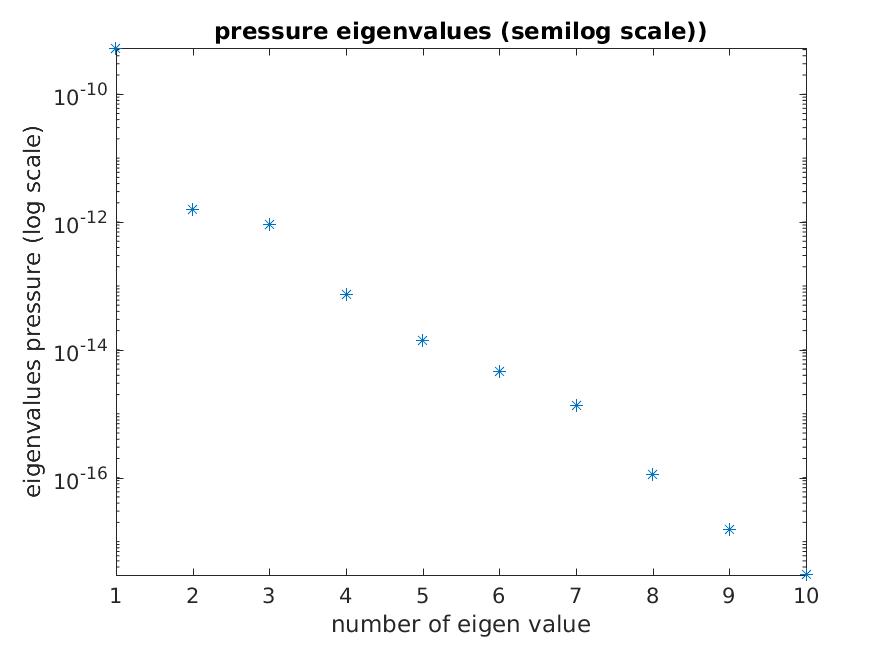 pressure eigenvalues (semilog scale))
eigenvalues pressure (log scale)
10^-10
10^-12
10^-14
10^-16
1 2 3 4 5 6 7 8 9 10
number of eigen value